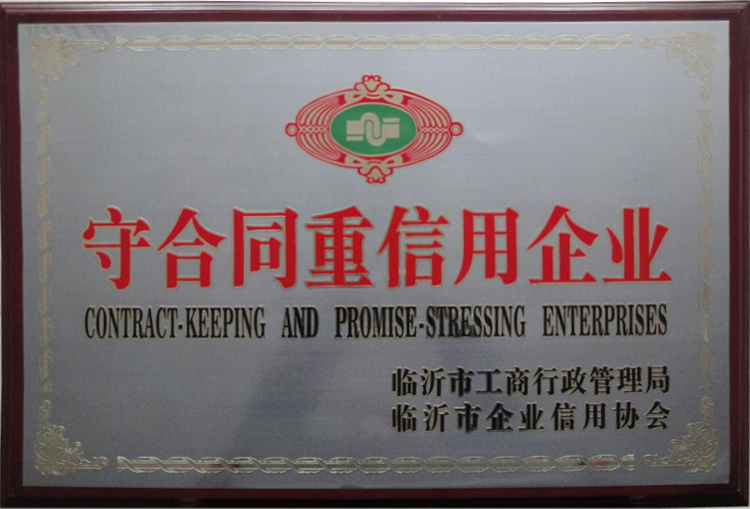 守合同重信用企业
CONTRACT-KEEPING AND PROMISE-STRESSING ENTERPRISES
临沂市工商行政管理局
临沂市企业信用协会